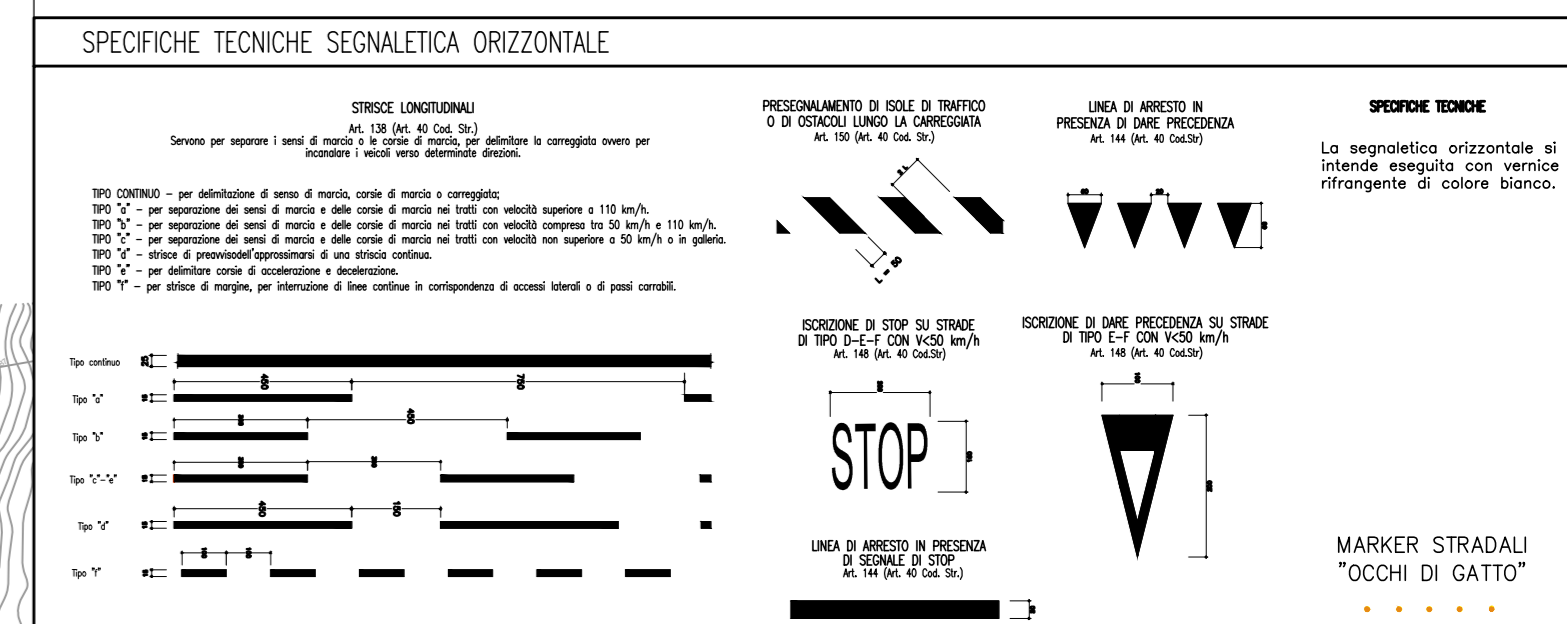 SPECIFICHE TECNICHE SEGNALETICA ORIZZONTALE
STRISCE LONGITUDINALI
Art. 138 (Art. 40 Cod. Str.)
Servono per separare i sensi di marcia o le corsie di marcia, per delimitare la carreggiata ovvero per
incanalare i veicoli verso determinate direzioni.
TIPO CONTINUO – per delimitazione di senso di marcia, corsie di marcia o carreggiata;
TIPO "a" – per separazione dei sensi di marcia e delle corsie di marcia nei tratti con velocità superiore a 110 km/h.
TIPO "b" – per separazione dei sensi di marcia e delle corsie di marcia nei tratti con velocità compresa tra 50 km/h e 110 km/h.
TIPO "c" – per separazione dei sensi di marcia e delle corsie di marcia nei tratti con velocità non superiore a 50 km/h o in galleria.
TIPO "d" – strisce di preavvisodell'approssimarsi di una striscia continua.
TIPO "e" – per delimitare corsie di accelerazione e decelerazione.
TIPO "f" – per strisce di margine, per interruzione di linee continue in corrispondenza di accessi laterali o di passi carrabili.
Tipo continuo
450 750
Tipo "a"
450
Tipo "b"
Tipo "c"-"e"
450 150
Tipo "d"
Tipo "f"
PRESEGNALAMENTO DI ISOLE DI TRAFFICO
O DI OSTACOLI LUNGO LA CARREGGIATA
Art. 150 (Art. 40 Cod. Str.)
L = 50
LINEA DI ARRESTO IN
PRESENZA DI DARE PRECEDENZA
Art. 144 (Art. 40 Cod.Str)
ISCRIZIONE DI STOP SU STRADE
DI TIPO D-E-F CON V<50 km/h
Art. 148 (Art. 40 Cod.Str)
STOP
ISCRIZIONE DI DARE PRECEDENZA SU STRADE
DI TIPO E-F CON V<50 km/h
Art. 148 (Art. 40 Cod.Str)
LINEA DI ARRESTO IN PRESENZA
DI SEGNALE DI STOP
Art. 144 (Art. 40 Cod. Str.)
SPECIFICHE TECNICHE
La segnaletica orizzontale si
intende eseguita con vernice
rifrangente di colore bianco.
MARKER STRADALI
"OCCHI DI GATTO"